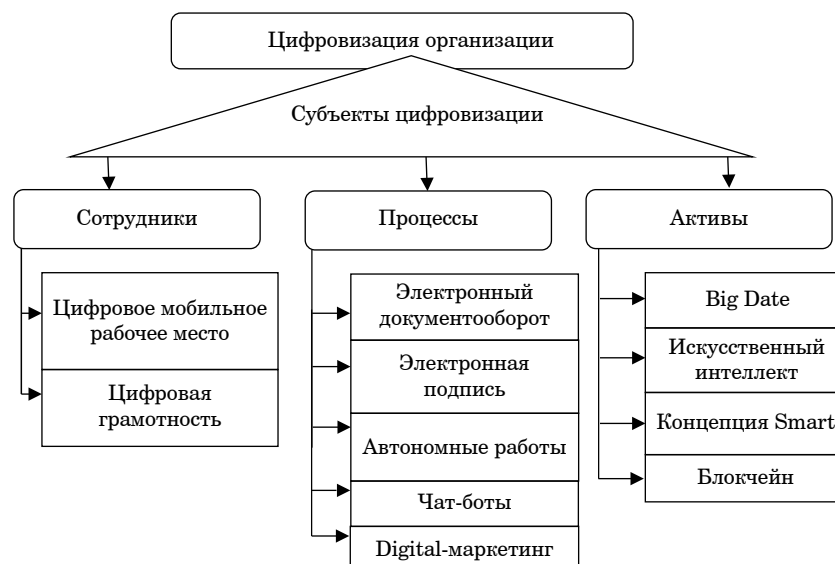 Цифровизация организации
Субъекты цифровизации
Сотрудники
Цифровое мобильное
рабочее место
Цифровая
грамотность
Процессы
Электронный
документооборот
Электронная
подпись
Автономные работы
Чат-боты
Digital-маркетинг
Активы
Big Date
Искусственный
интеллект
Концепция Smart
Блокчейн